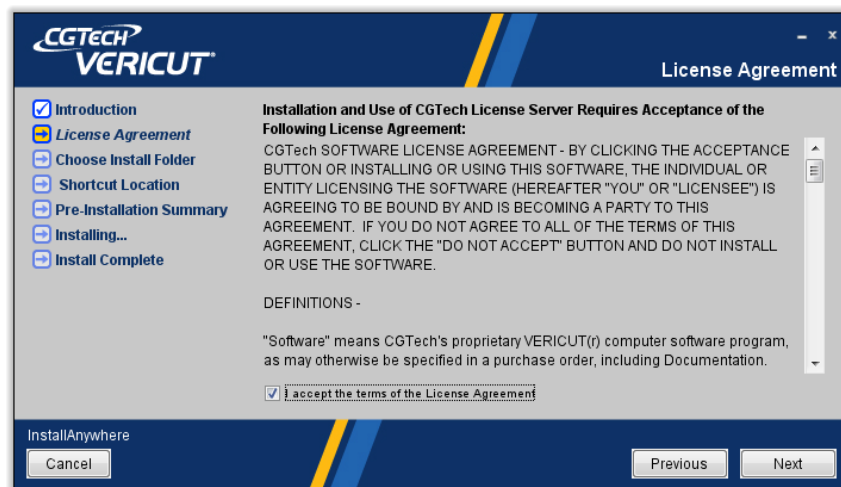 CGTECH
VERICUT®
License Agreement
Introduction
License Agreement
Choose Install Folder
Shortcut Location
Pre-Installation Summary
Installing...
Install Complete
Installation and Use of CGTech License Server Requires Acceptance of the
Following License Agreement:
CGTech SOFTWARE LICENSE AGREEMENT - BY CLICKING THE ACCEPTANCE
BUTTON OR INSTALLING OR USING THIS SOFTWARE, THE INDIVIDUAL OR
ENTITY LICENSING THE SOFTWARE (HEREAFTER "YOU" OR "LICENSEE") IS
AGREEING TO BE BOUND BY AND IS BECOMING A PARTY TO THIS
AGREEMENT. IF YOU DO NOT AGREE TO ALL OF THE TERMS OF THIS
AGREEMENT, CLICK THE "DO NOT ACCEPT" BUTTON AND DO NOT INSTALL
OR USE THE SOFTWARE.
DEFINITIONS -
"Software" means CGTech's proprietary VERICUT(r) computer software program,
as may otherwise be specified in a purchase order, including Documentation.
I accept the terms of the License Agreement
InstallAnywhere
Cancel
Previous
Next